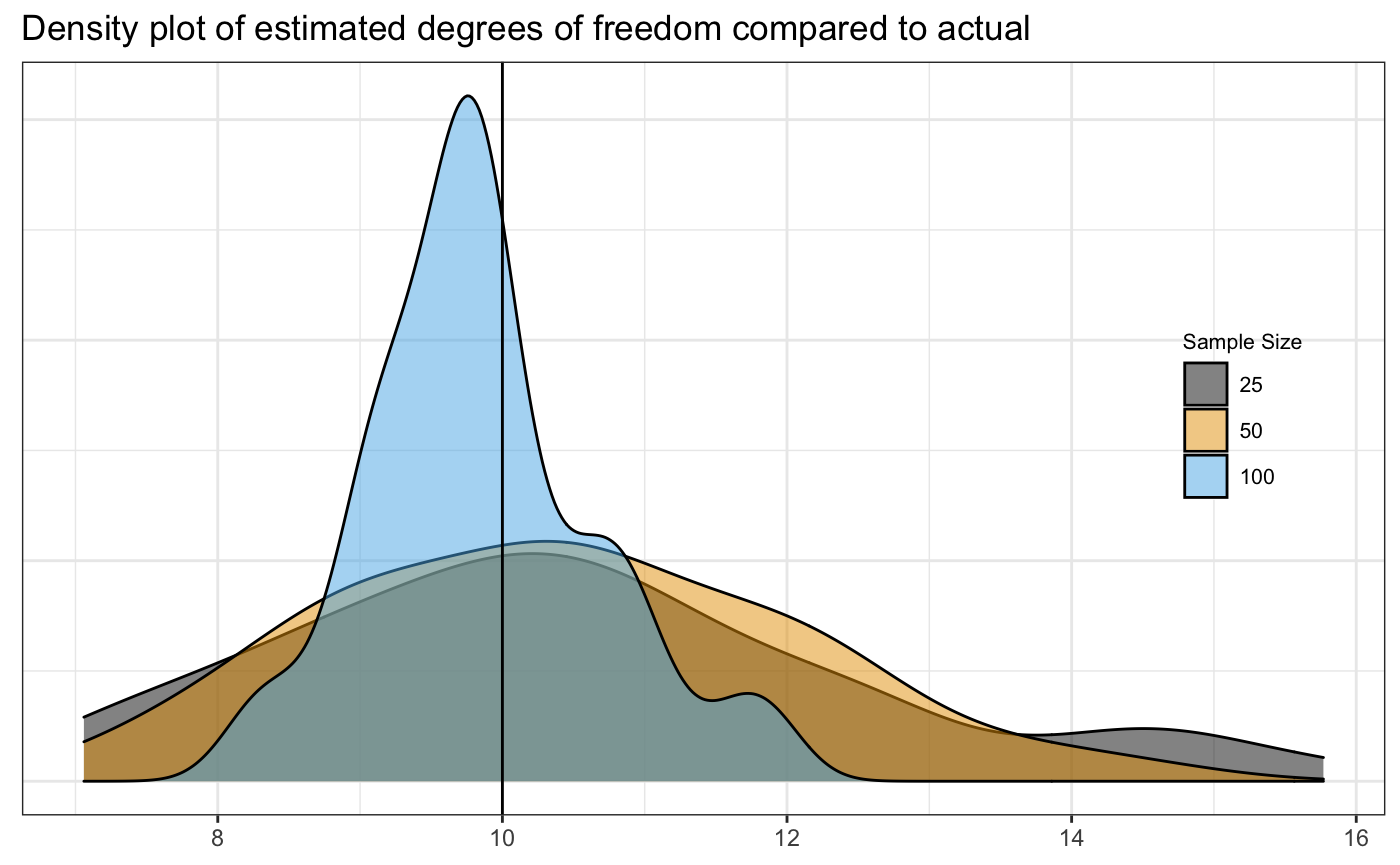 Density plot of estimated degrees of freedom compared to actual
Sample Size
25
50
100
8 10 12 14 16